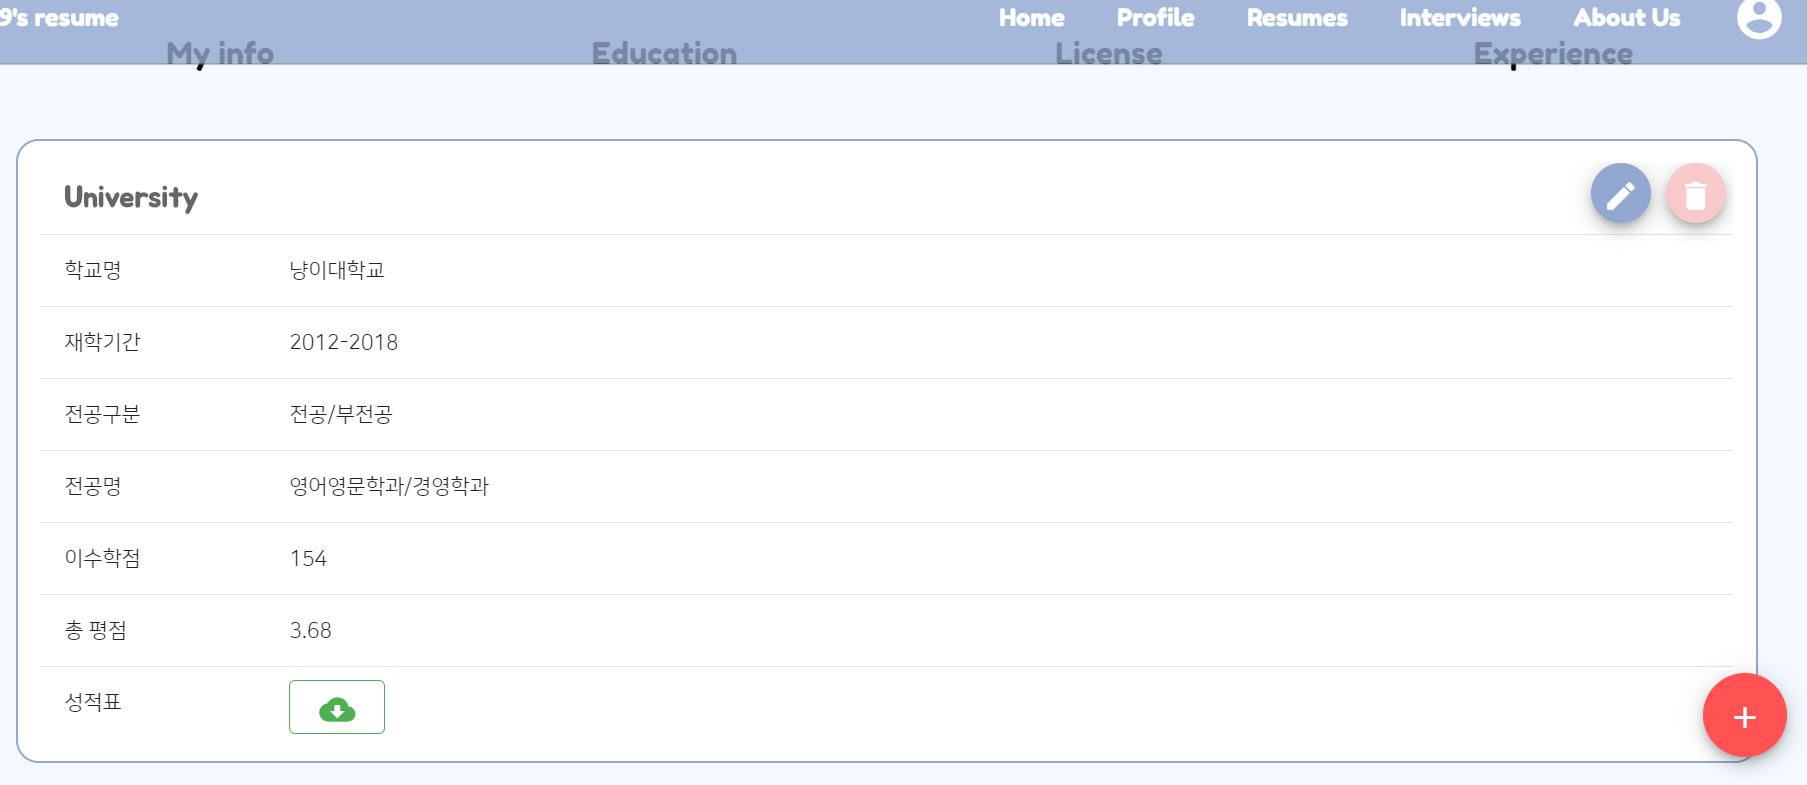 9's resume Home Profile Resumes Interviews About Us
My info Education License Experience
University
학교명 냥이대학교
재학기간 2012-2018
전공구분 전공/부전공
전공명 영어영문학과/경영학과
이수학점 154
총 평점 3.68
성적표